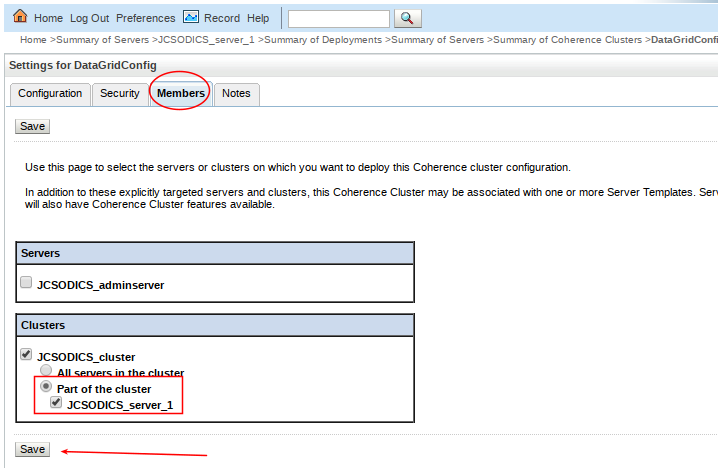 Home Log Out Preferences Record Help
Home >Summary of Servers >JCSODICS_server_1 >Summary of Deployments >Summary of Servers >Summary of Coherence Clusters >DataGridConfi
Settings for DataGridConfig
Configuration Security Members Notes
Save
Use this page to select the servers or clusters on which you want to deploy this Coherence cluster configuration.
In addition to these explicitly targeted servers and clusters, this Coherence Cluster may be associated with one or more Server Templates. Serv
will also have Coherence Cluster features available.
Servers
JCSODICS_adminserver
Clusters
JCSODICS_cluster
All servers in the cluster
Part of the cluster
JCSODICS_server_1
Save